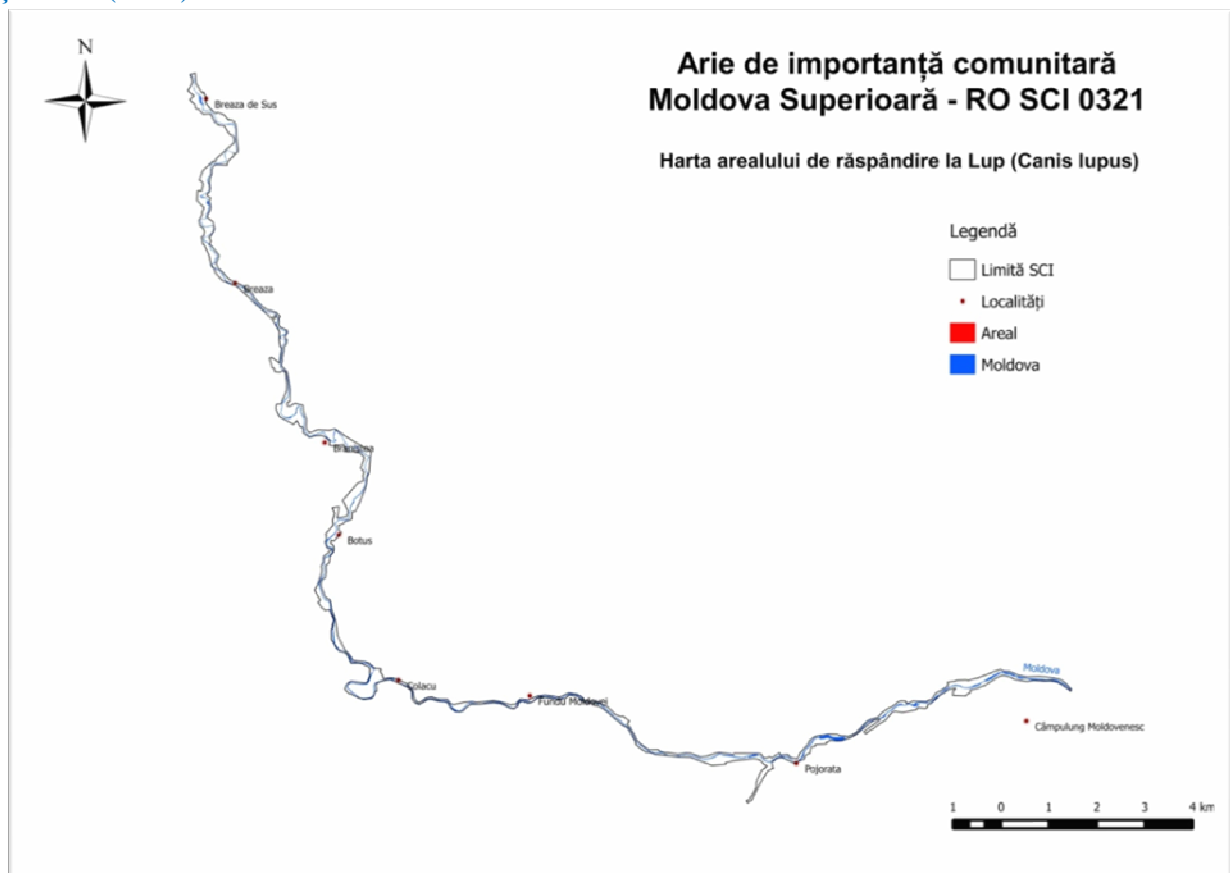 N
Arie de importanță comunitară
Moldova Superioară - RO SCI 0321
Harta arealului de răspândire la Lup (Canis lupus)
Legendă
Limită SCI
Localități
Areal
Moldova
Breaza de Sus
Breaza
Botus
Colacu
Fundu Moldovei
Moldova
Câmpulung Moldovenesc
Pojorata
1 0 1 2 3 4 km